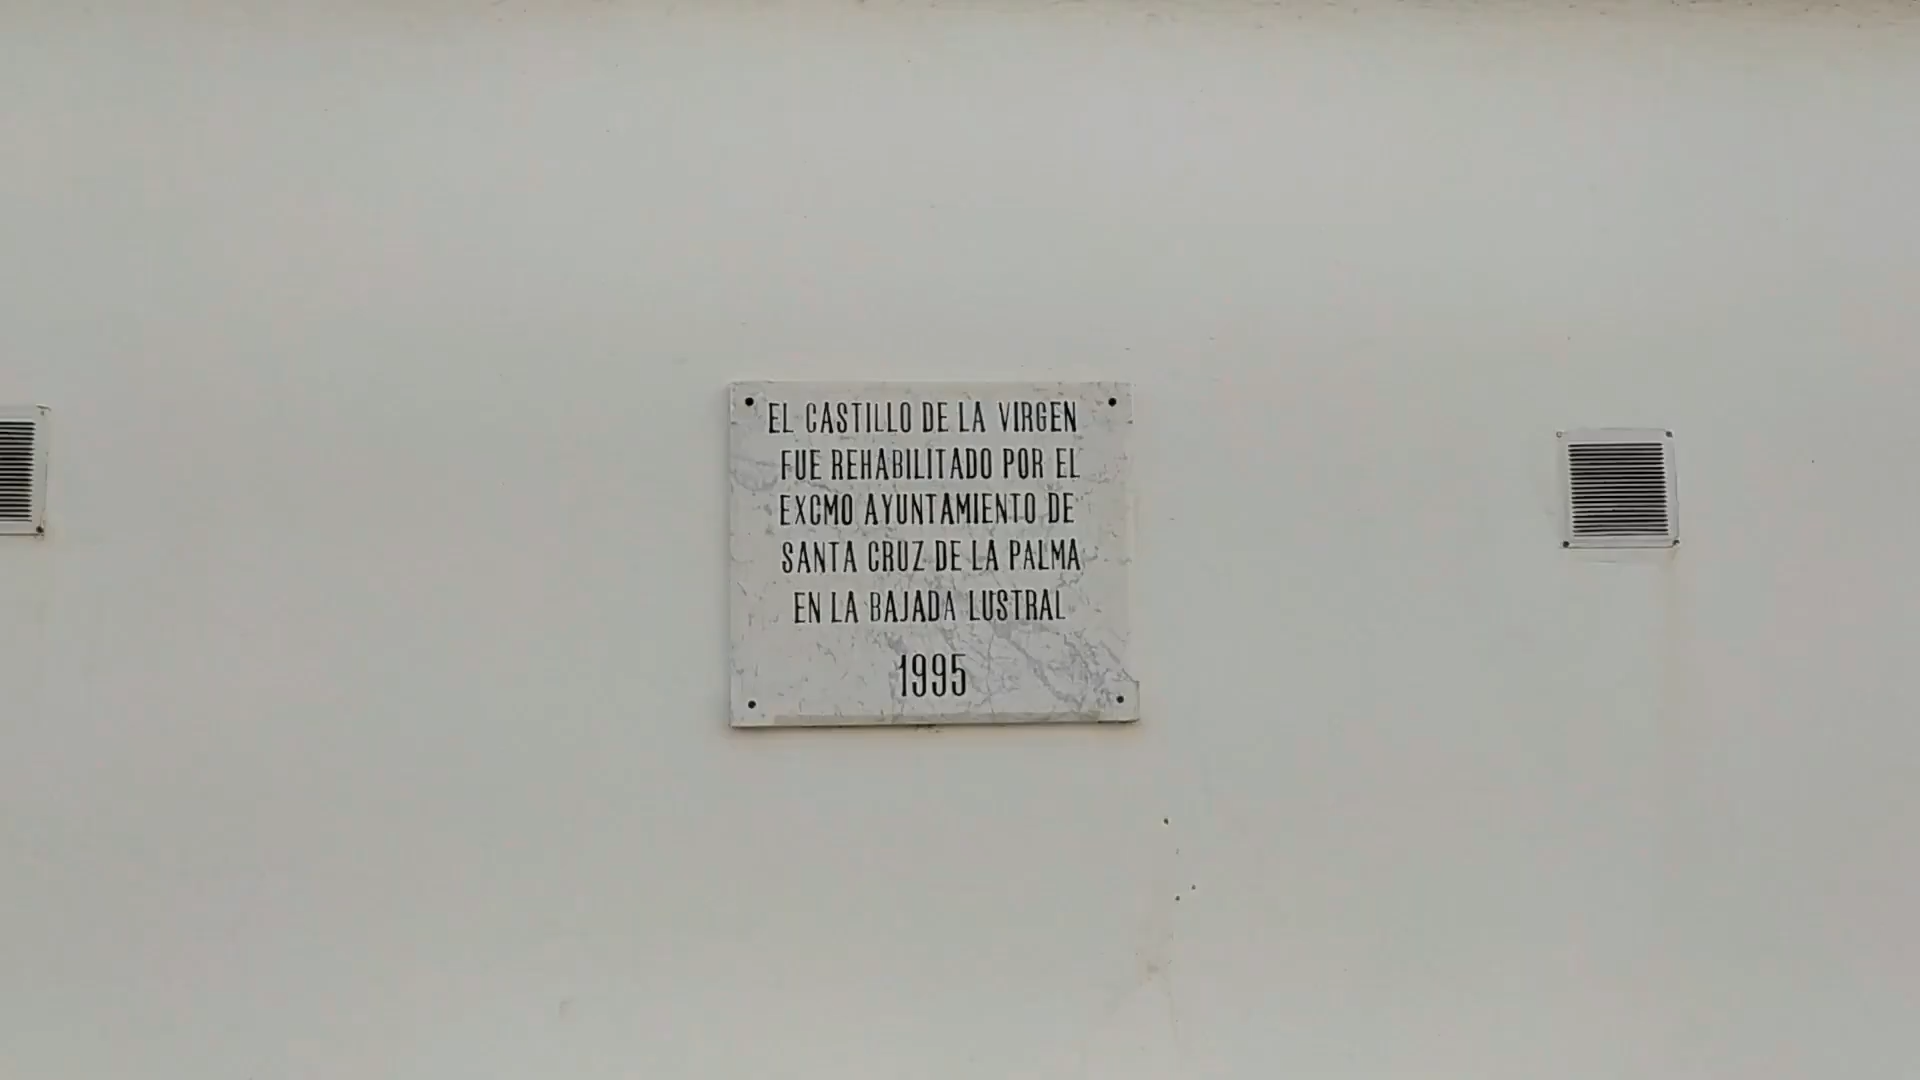 EL CASTILLO DE LA VIRGEN
FUE REHABILITADO POR EL
EXCMO AYUNTAMIENTO DE
SANTA CRUZ DE LA PALMA
EN LA BAJADA LUSTRAL
1995